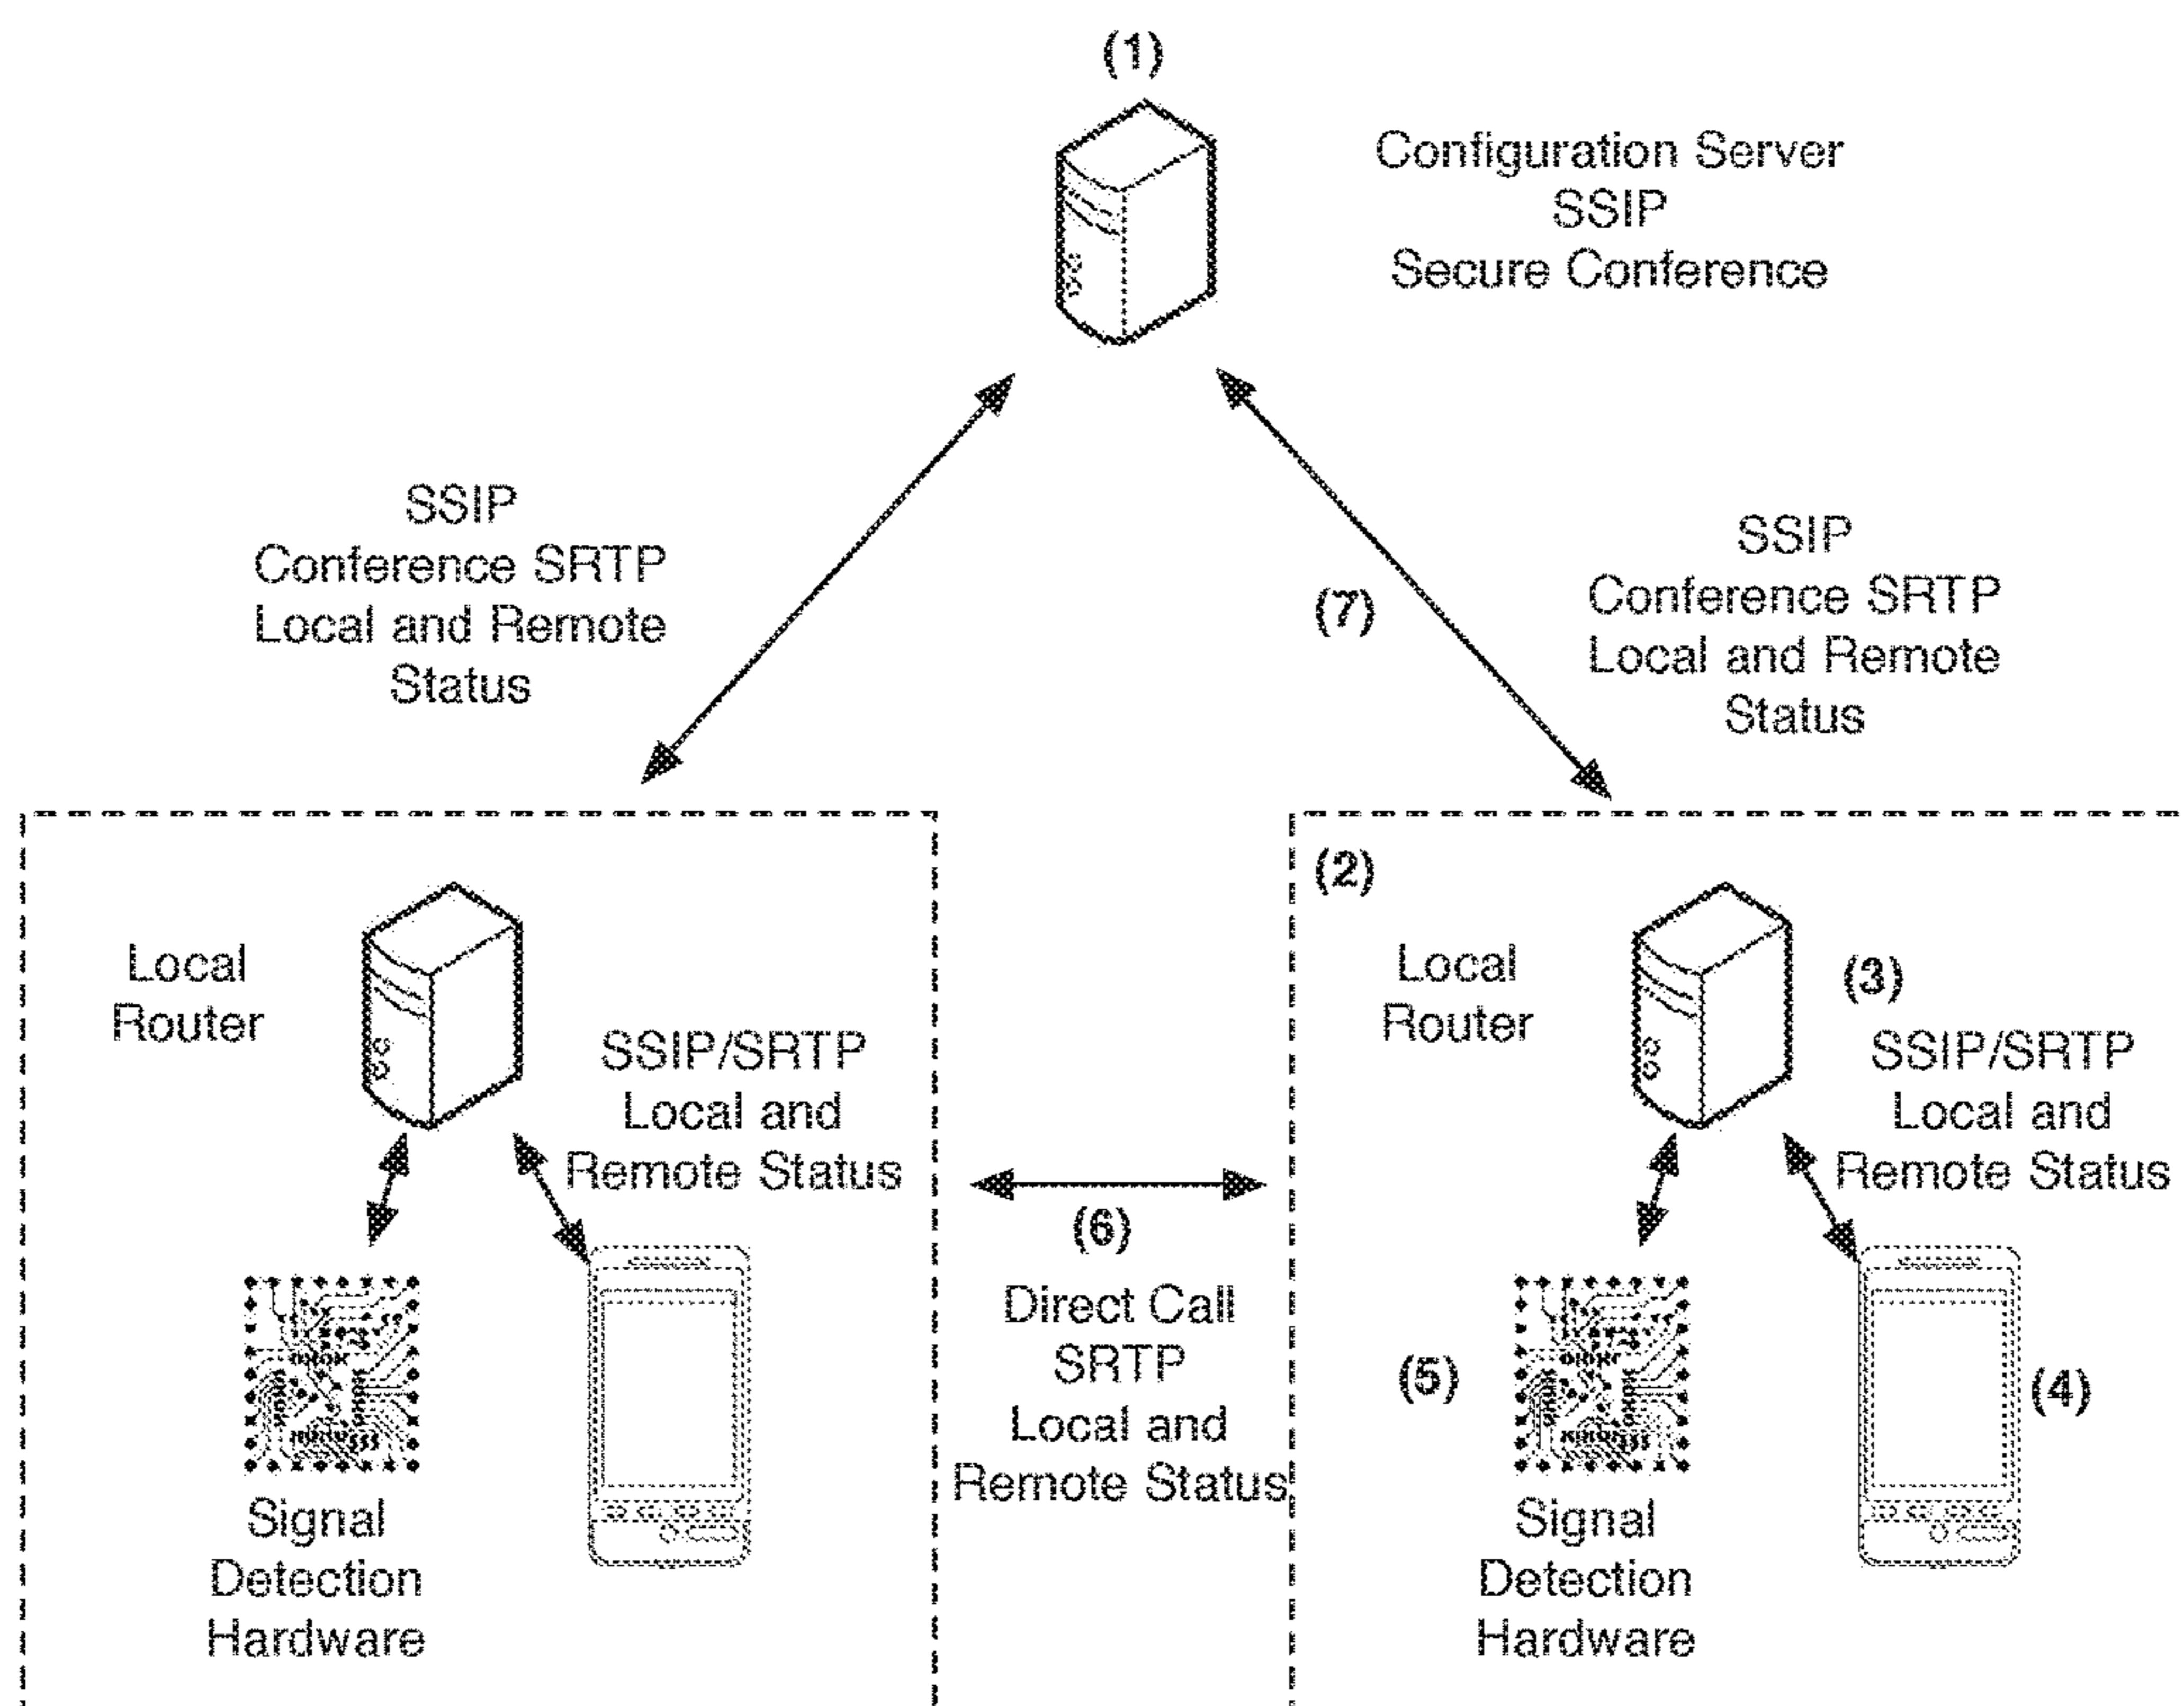 (1)
Configuration Server
SSIP
Secure Conference
SSIP
Conference SRTP
Local and Remote
Status
(7)
SSIP
Conference SRTP
Local and Remote
Status
Local
Router
SSIP/SRTP
Local and
Remote Status
Signal
Detection
Hardware
(6)
Direct Call
SRTP
Local and
Remote Status
(2)
Local
Router
(3)
SSIP/SRTP
Local and
Remote Status
(5)
(4)
Signal
Detection
Hardware